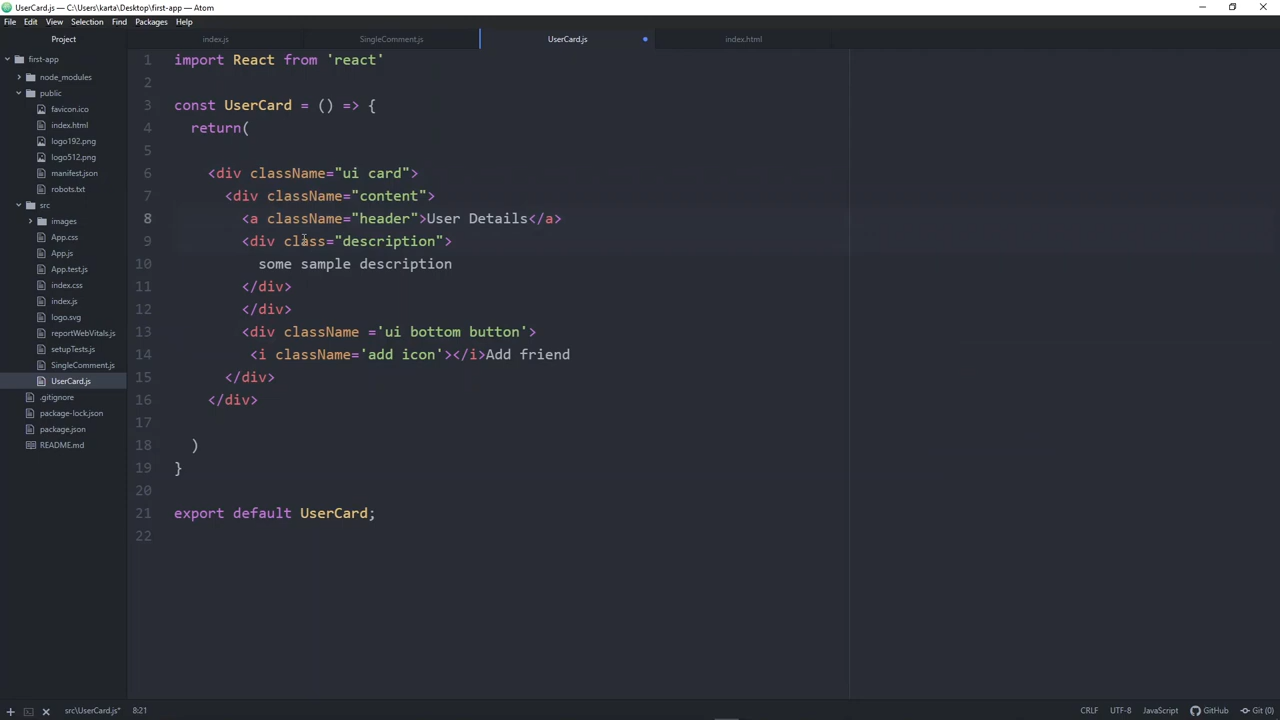 UserCard.js — C:\Users\karta\Desktop\first-app — Atom
File Edit View Selection Find Packages Help
Project
index.js
SingleComment.js
UserCard.js
index.html
first-app
node_modules
public
favicon.ico
index.html
logo192.png
logo512.png
manifest.json
robots.txt
src
images
App.css
App.js
App.test.js
index.css
index.js
logo.svg
reportWebVitals.js
setupTests.js
SingleComment.js
UserCard.js
.gitignore
package-lock.json
package.json
README.md
1 import React from 'react'
2
3 const UserCard = () => {
4 return(
5
6 <div className="ui card">
7 <div className="content">
8 <a className="header">User Details</a>
9 <div class="description">
10 some sample description
11 </div>
12 </div>
13 <div className ='ui bottom button'>
14 <i className='add icon'></i>Add friend
15 </div>
16 </div>
17
18 )
19 }
20
21 export default UserCard;
22
src\UserCard.js* 8:21
CRLF UTF-8 JavaScript GitHub Git (0)